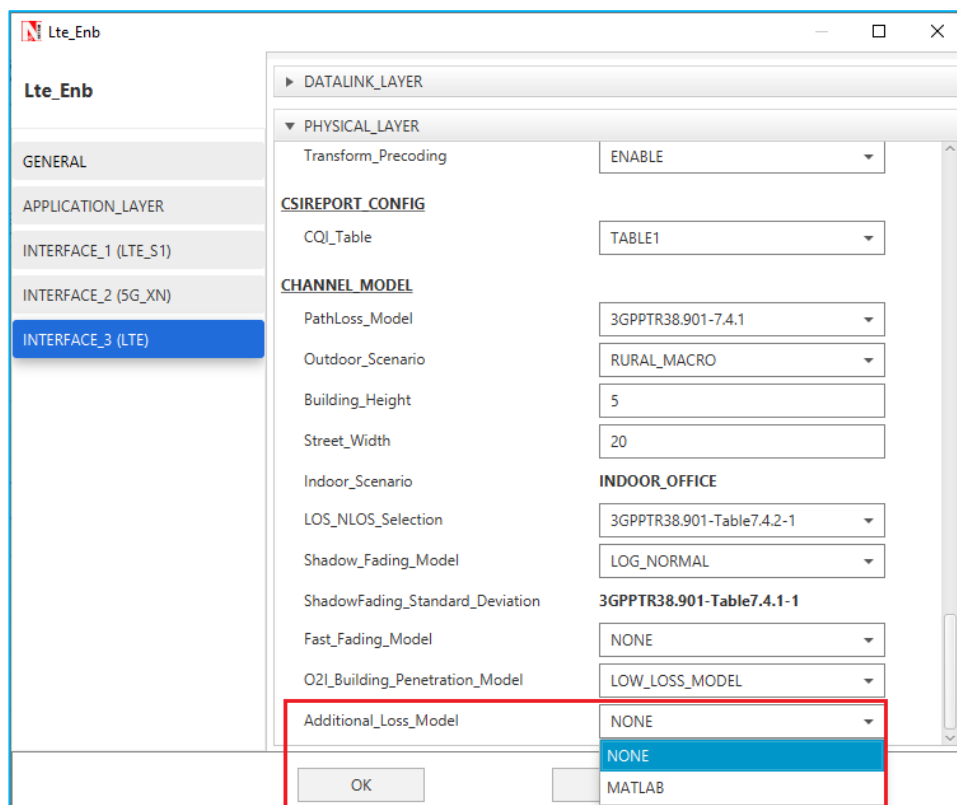 Lte_Enb
Lte_Enb
GENERAL
APPLICATION_LAYER
INTERFACE_1 (LTE_S1)
INTERFACE_2 (5G_XN)
INTERFACE_3 (LTE)
DATALINK_LAYER
PHYSICAL_LAYER
Transform_Precoding ENABLE
CSIREPORT_CONFIG
CQI_Table TABLE1
CHANNEL_MODEL
PathLoss_Model 3GPPTR38.901-7.4.1
Outdoor_Scenario RURAL_MACRO
Building_Height 5
Street_Width 20
Indoor_Scenario INDOOR_OFFICE
LOS_NLOS_Selection 3GPPTR38.901-Table7.4.2-1
Shadow_Fading_Model LOG_NORMAL
ShadowFading_Standard_Deviation 3GPPTR38.901-Table7.4.1-1
Fast_Fading_Model NONE
O2I_Building_Penetration_Model LOW_LOSS_MODEL
Additional_Loss_Model NONE
NONE
MATLAB
OK